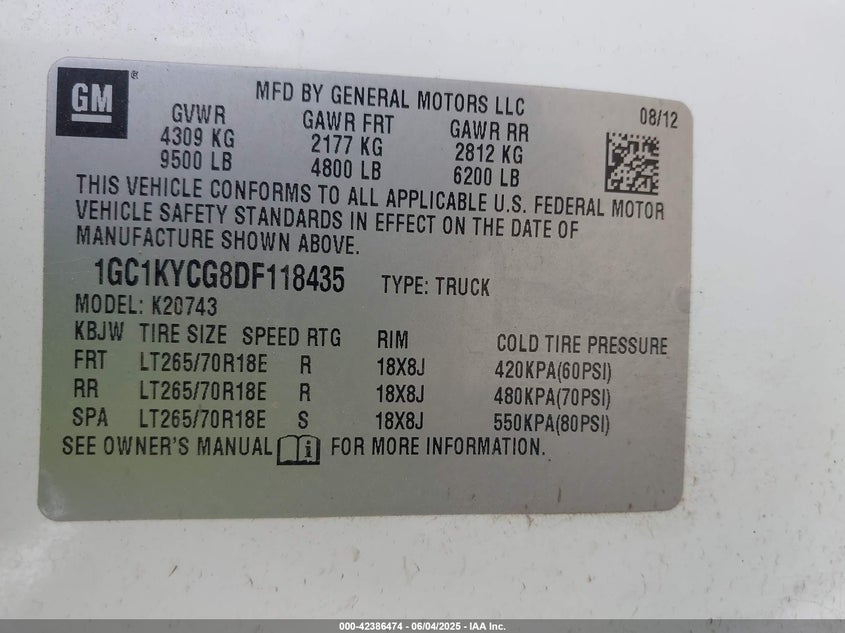 GM ®
MFD BY GENERAL MOTORS LLC
08/12
GVWR GAWR FRT GAWR RR
4309 KG 2177 KG 2812 KG
9500 LB 4800 LB 6200 LB
THIS VEHICLE CONFORMS TO ALL APPLICABLE U.S. FEDERAL MOTOR
VEHICLE SAFETY STANDARDS IN EFFECT ON THE DATE OF
MANUFACTURE SHOWN ABOVE.
1GC1KYCG8DF118435 TYPE: TRUCK
MODEL: K20743
KBJW TIRE SIZE SPEED RTG RIM COLD TIRE PRESSURE
FRT LT265/70R18E R 18X8J 420KPA(60PSI)
RR LT265/70R18E R 18X8J 480KPA(70PSI)
SPA LT265/70R18E S 18X8J 550KPA(80PSI)
SEE OWNER'S MANUAL i FOR MORE INFORMATION.
000-42386474 - 06/04/2025 - IAA Inc.